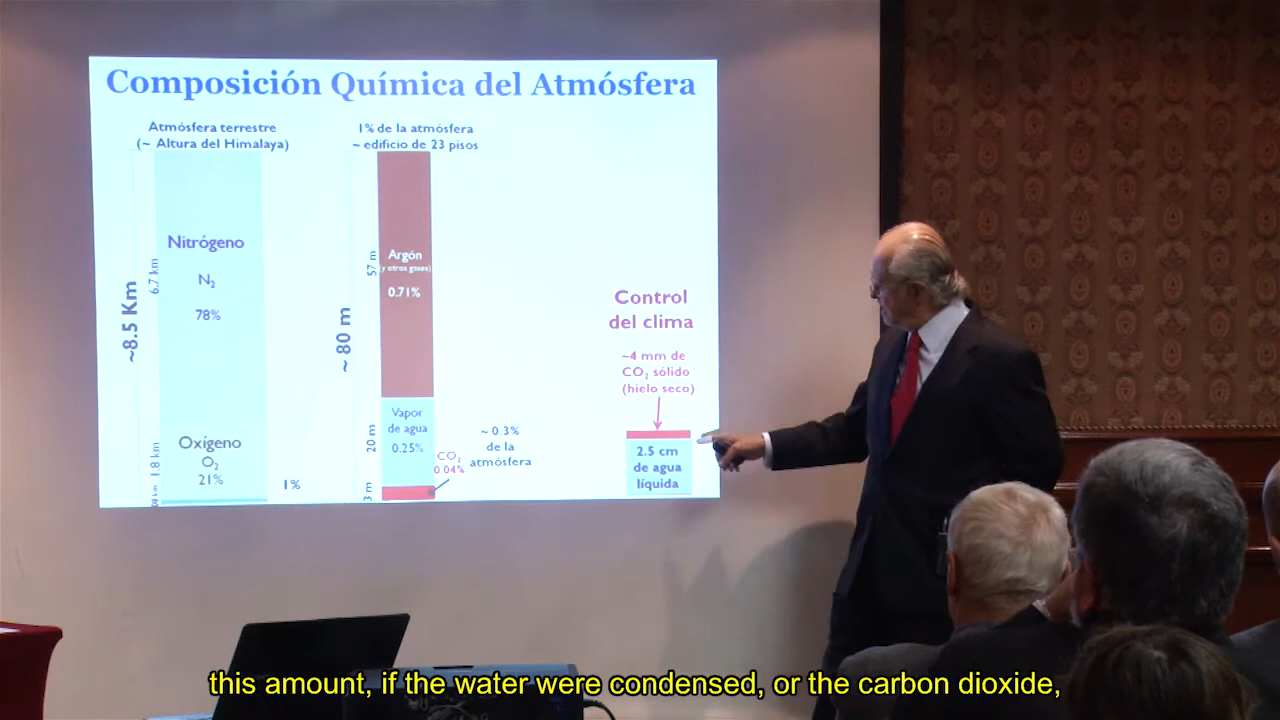 Composición Química del Atmósfera
Atmósfera terrestre
(~ Altura del Himalaya)
~8.5 Km
6.7 km
Nitrógeno
N₂
78%
1.8 km
Oxígeno
O₂
21%
1%
1% de la atmósfera
~ edificio de 23 pisos
~ 80 m
57 m
Argón
(y otros gases)
0.71%
20 m
Vapor
de agua
0.25%
3 m
CO₂
0.04%
~ 0.3%
de la
atmósfera
Control
del clima
~4 mm de
CO₂ sólido
(hielo seco)
2.5 cm
de agua
líquida
this amount, if the water were condensed, or the carbon dioxide,